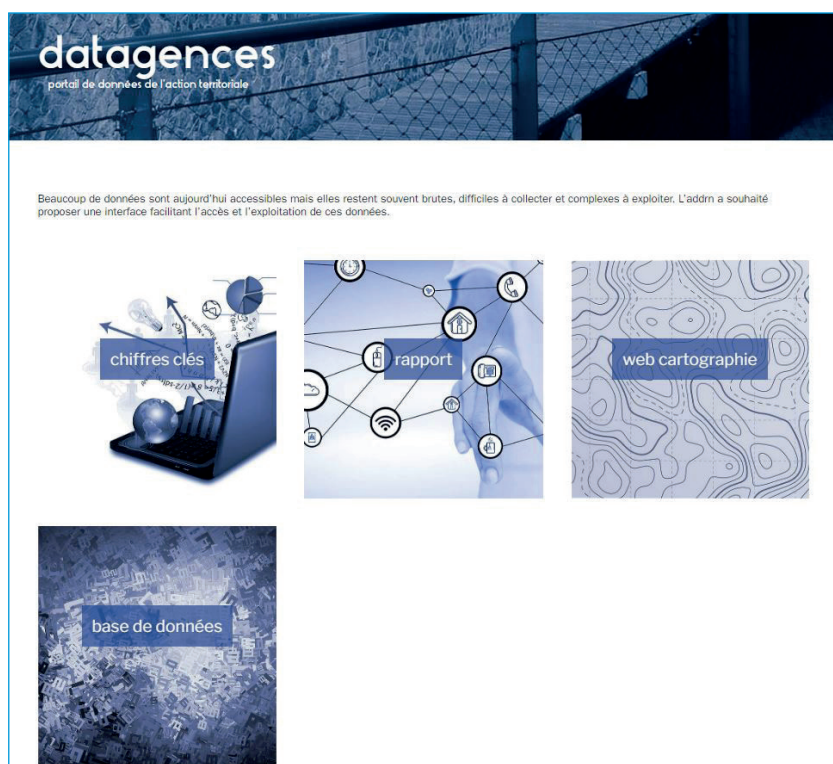 datagences
portail de données de l'action territoriale
Beaucoup de données sont aujourd'hui accessibles mais elles restent souvent brutes, difficiles à collecter et complexes à exploiter. L'addrn a souhaité
proposer une interface facilitant l'accès et l'exploitation de ces données.
chiffres clés
rapport
web cartographie
base de données